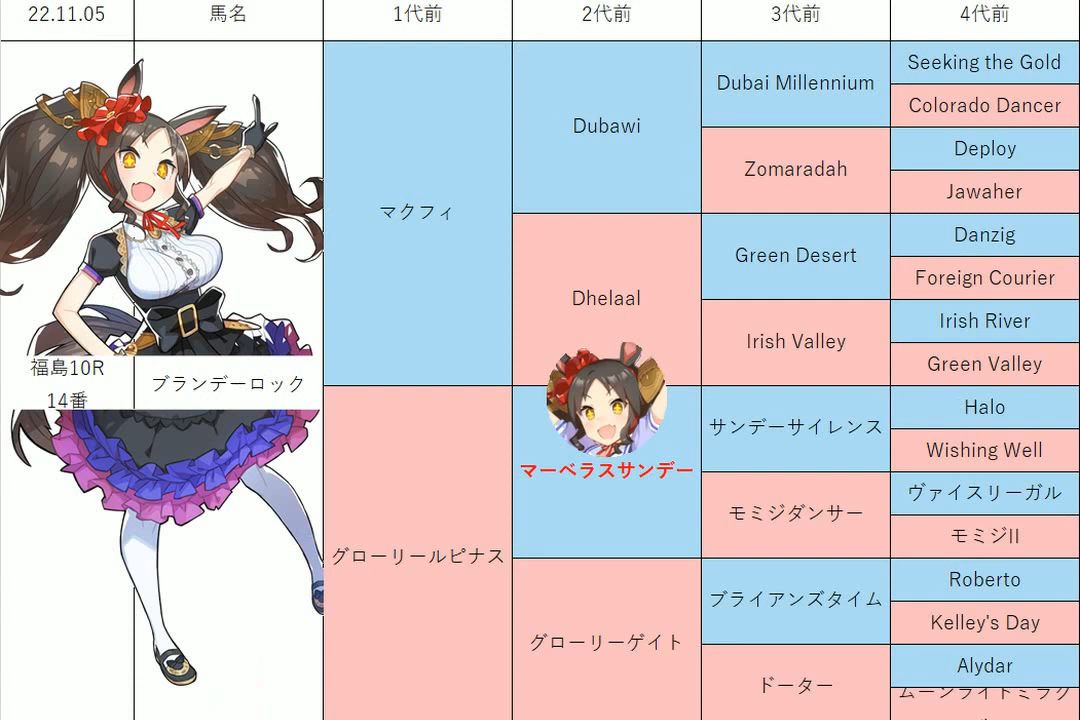 22.11.05 馬名 1代前 2代前 3代前 4代前
福島10R
14番
ブランデーロック
マクフィ
グローリールピナス
Dubawi
Dhelaal
マーベラスサンデー
グローリーゲイト
Dubai Millennium
Zomaradah
Green Desert
Irish Valley
サンデーサイレンス
モミジダンサー
ブライアンズタイム
ドーター
Seeking the Gold
Colorado Dancer
Deploy
Jawaher
Danzig
Foreign Courier
Irish River
Green Valley
Halo
Wishing Well
ヴァイスリーガル
モミジII
Roberto
Kelley's Day
Alydar